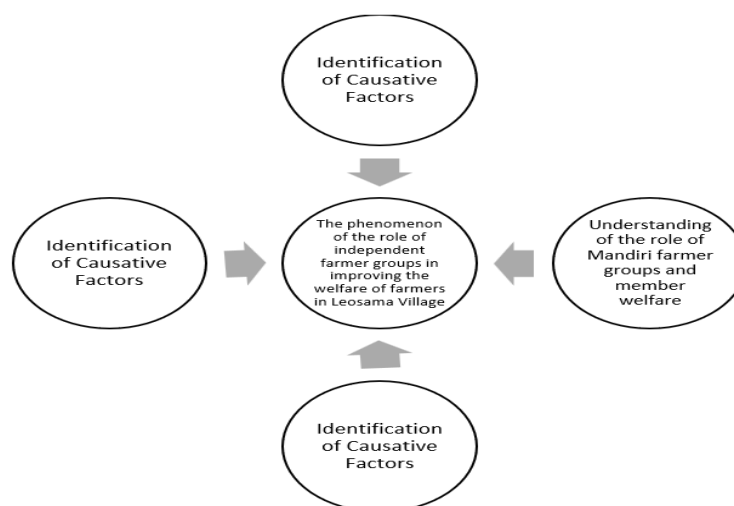 Identification
of Causative
Factors
Identification
of Causative
Factors
The phenomenon
of the role of
independent
farmer groups in
improving the
welfare of farmers
in Leosama Village
Understanding
of the role of
Mandiri farmer
groups and
member
welfare
Identification
of Causative
Factors